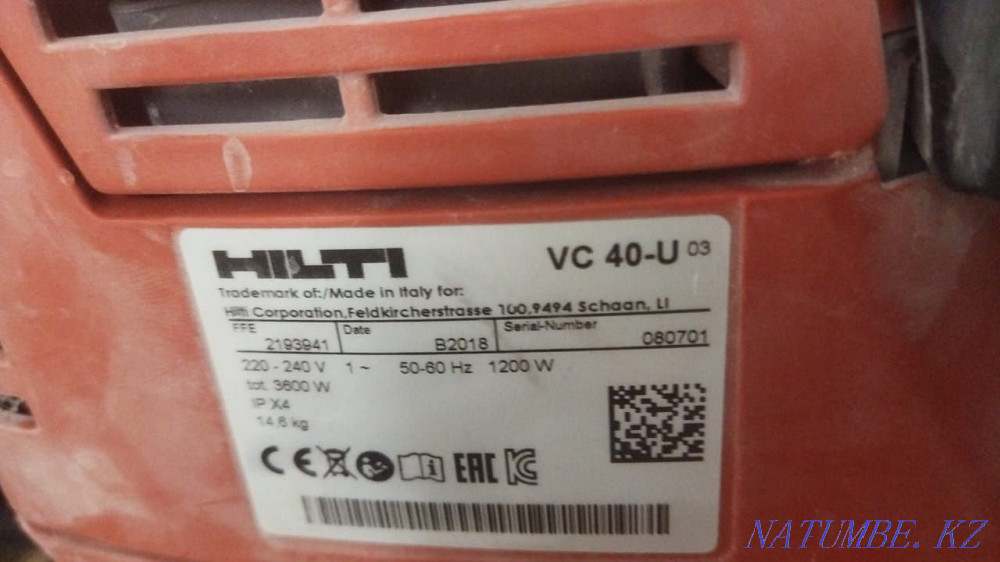 HILTI
VC 40-U 03
Trademark of:/Made in Italy for:
Hilti Corporation,Feldkircherstrasse 100,9494 Schaan, LI
FFE Date Serial-Number
2193941 B2018 080701
220 - 240 V 1 ~ 50-60 Hz 1200 W
tot. 3600 W
IP X4
14,6 kg
CE EAC KC
NATUMBE. KZ